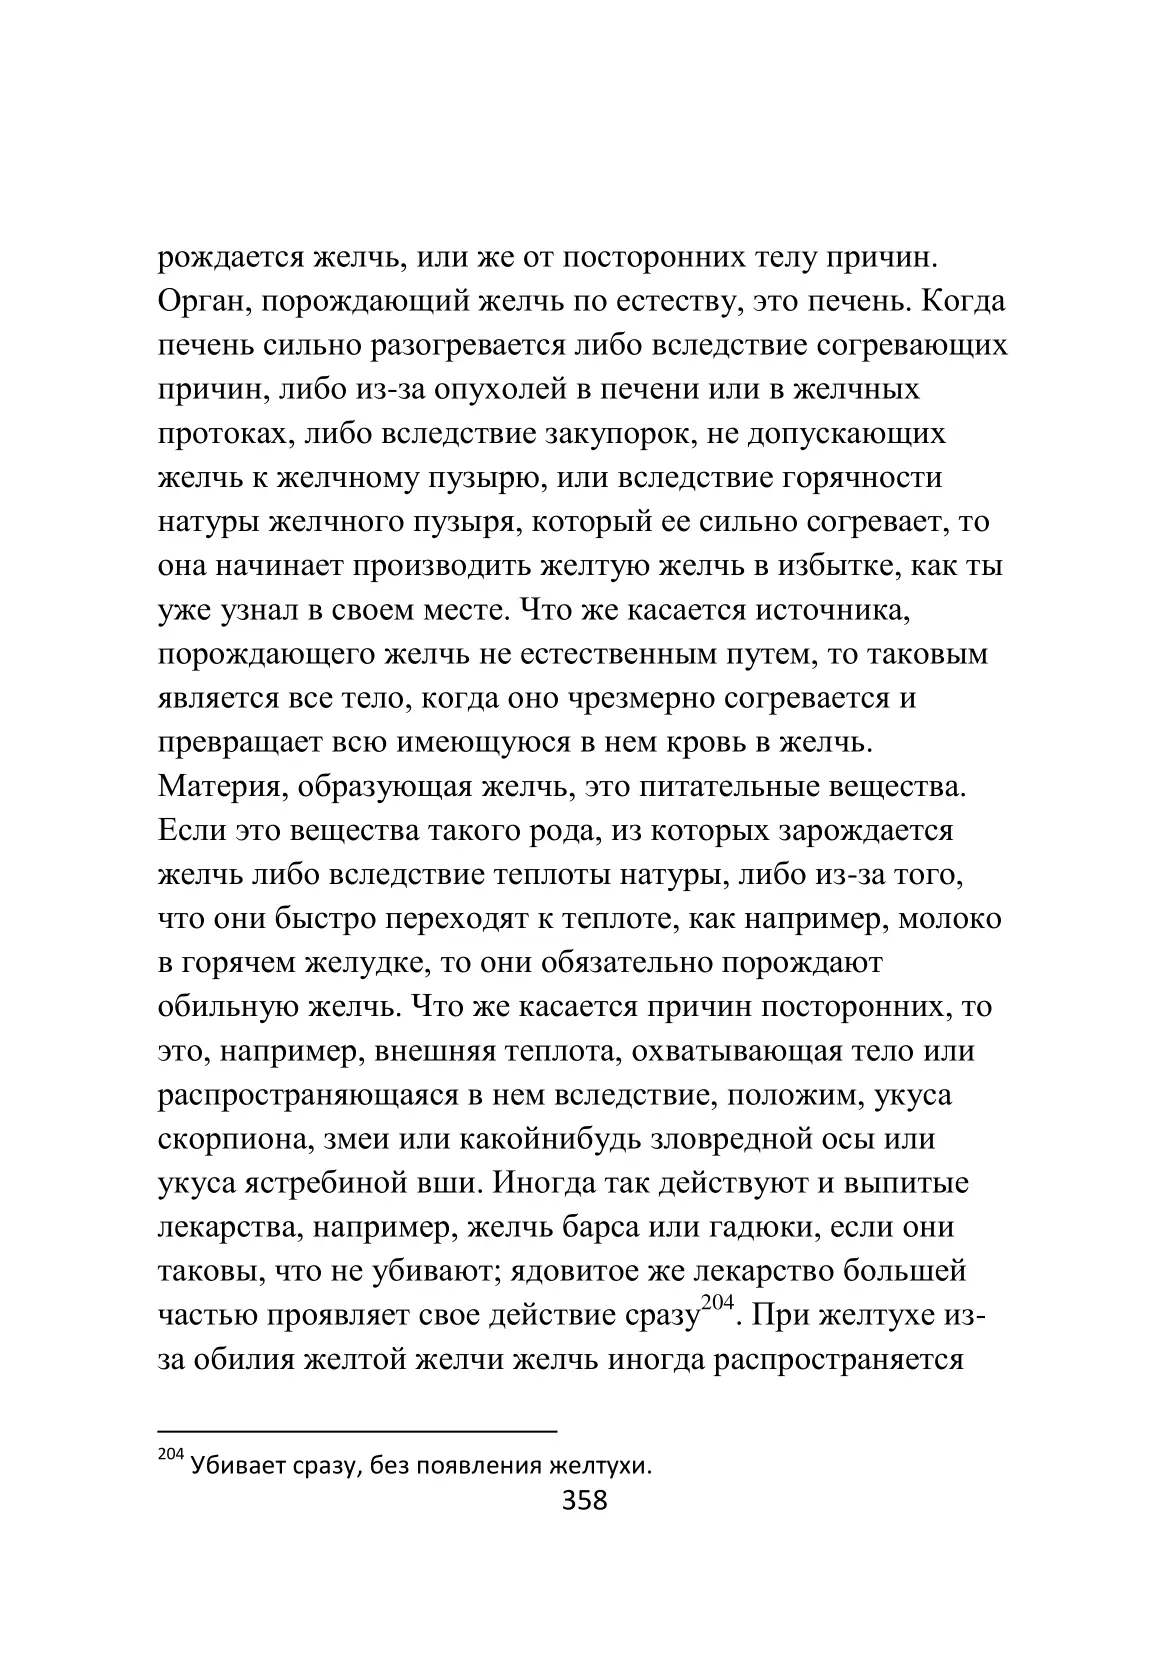 рождается желчь, или же от посторонних телу причин.
Орган, порождающий желчь по естеству, это печень. Когда
печень сильно разогревается либо вследствие согревающих
причин, либо из-за опухолей в печени или в желчных
протоках, либо вследствие закупорок, не допускающих
желчь к желчному пузырю, или вследствие горячности
натуры желчного пузыря, который ее сильно согревает, то
она начинает производить желтую желчь в избытке, как ты
уже узнал в своем месте. Что же касается источника,
порождающего желчь не естественным путем, то таковым
является все тело, когда оно чрезмерно согревается и
превращает всю имеющуюся в нем кровь в желчь.
Материя, образующая желчь, это питательные вещества.
Если это вещества такого рода, из которых зарождается
желчь либо вследствие теплоты натуры, либо из-за того,
что они быстро переходят к теплоте, как например, молоко
в горячем желудке, то они обязательно порождают
обильную желчь. Что же касается причин посторонних, то
это, например, внешняя теплота, охватывающая тело или
распространяющаяся в нем вследствие, положим, укуса
скорпиона, змеи или какойнибудь зловредной осы или
укуса ястребиной вши. Иногда так действуют и выпитые
лекарства, например, желчь барса или гадюки, если они
таковы, что не убивают; ядовитое же лекарство большей
частью проявляет свое действие сразу204. При желтухе из-
за обилия желтой желчи желчь иногда распространяется
204 Убивает сразу, без появления желтухи.
358